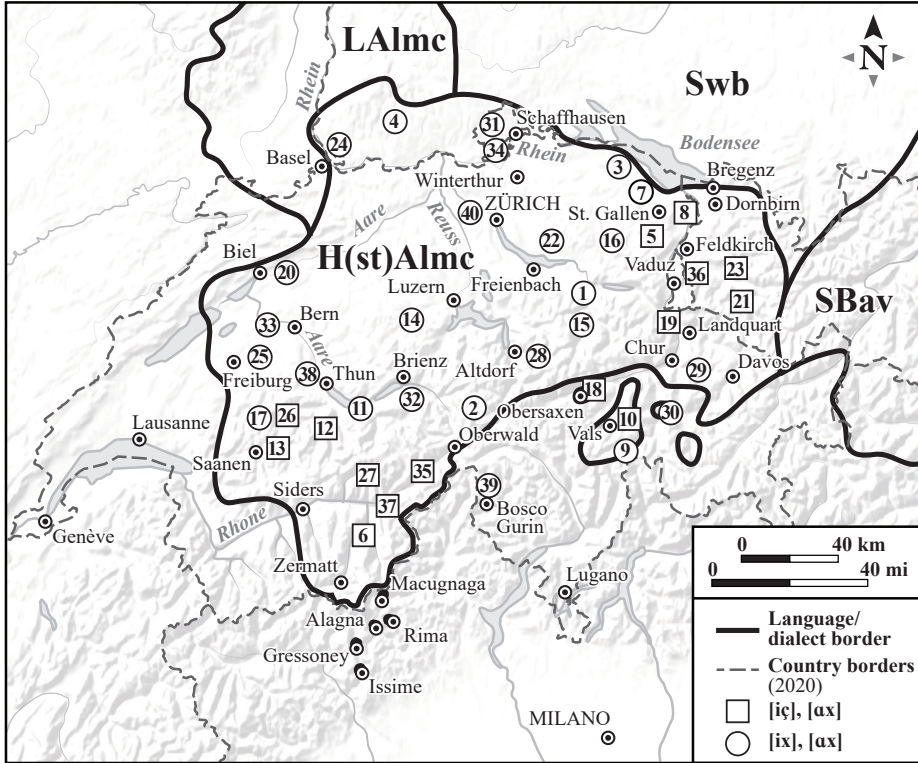 LAlmc
Swb
N
Rhein
4
31
Schaffhausen
24
34
Rhein
Bodensee
Basel
3
Winterthur
7
Bregenz
Dornbirn
40
ZÜRICH
St. Gallen
8
Aare
Reuss
22
16
5
Feldkirch
Biel
20
H(st)Almc
Freienbach
Vaduz
36
23
SBav
Luzern
1
21
33
Bern
14
15
19
Landquart
Aare
25
Freiburg
38
Thun
Brienz
Altdorf
28
Chur
29
Davos
17
26
11
32
2
Obersaxen
18
10
30
Lausanne
12
Oberwald
Vals
Saanen
13
9
27
35
39
Siders
37
Bosco
Gurin
Genève
Rhone
6
Zermatt
Macugnaga
Lugano
Alagna
Rima
Gressoney
Issime
MILANO
0 40 km
0 40 mi
Language/
dialect border
Country borders
(2020)
[iç], [ɑx]
[ix], [ɑx]